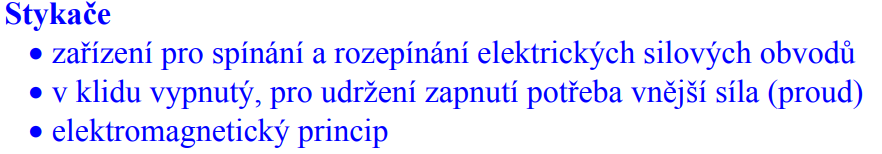 Stykače
• zařízení pro spínání a rozepínání elektrických silových obvodů
• v klidu vypnutý, pro udržení zapnutí potřeba vnější síla (proud)
• elektromagnetický princip